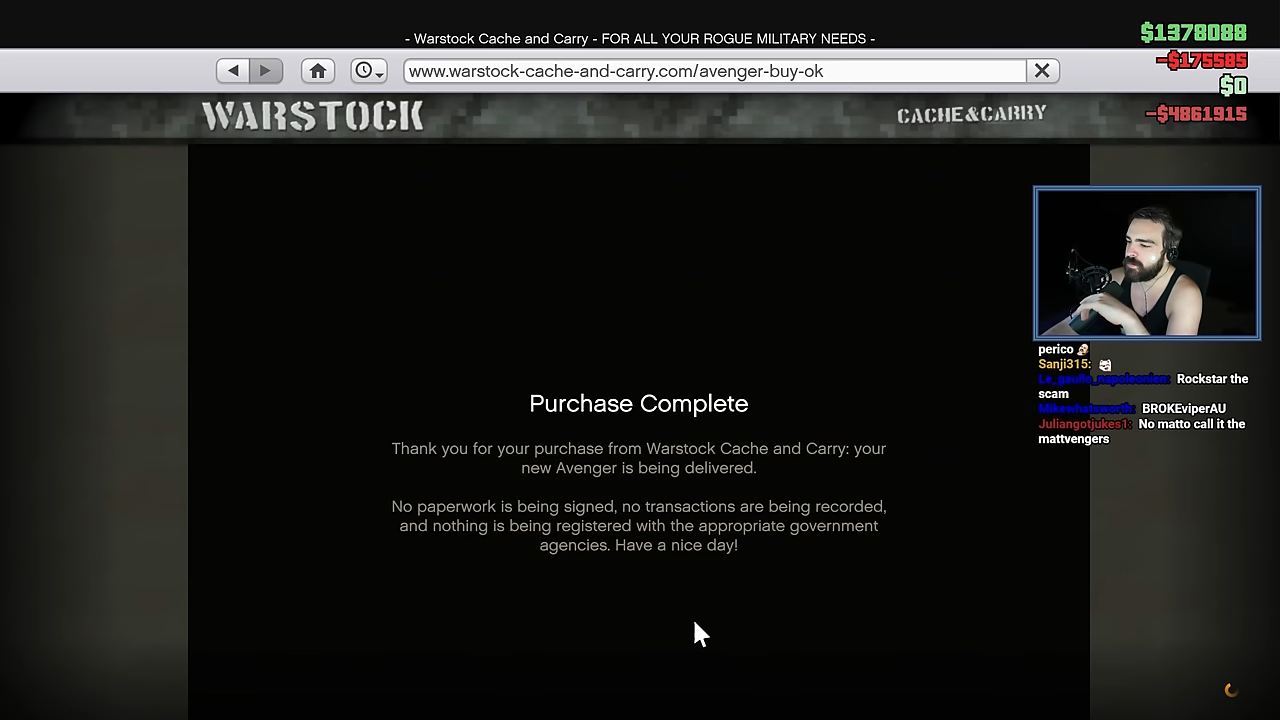 - Warstock Cache and Carry - FOR ALL YOUR ROGUE MILITARY NEEDS -
$1378088
-$175585
$0
-$4861915
www.warstock-cache-and-carry.com/avenger-buy-ok
WARSTOCK
CACHE&CARRY
perico
Sanji315:
Le_gaulle_napoleonien: Rockstar the
scam
Mikewhatsworth: BROKEviperAU
Juliangotjukes1: No matto call it the
mattvengers
Purchase Complete
Thank you for your purchase from Warstock Cache and Carry: your
new Avenger is being delivered.
No paperwork is being signed, no transactions are being recorded,
and nothing is being registered with the appropriate government
agencies. Have a nice day!